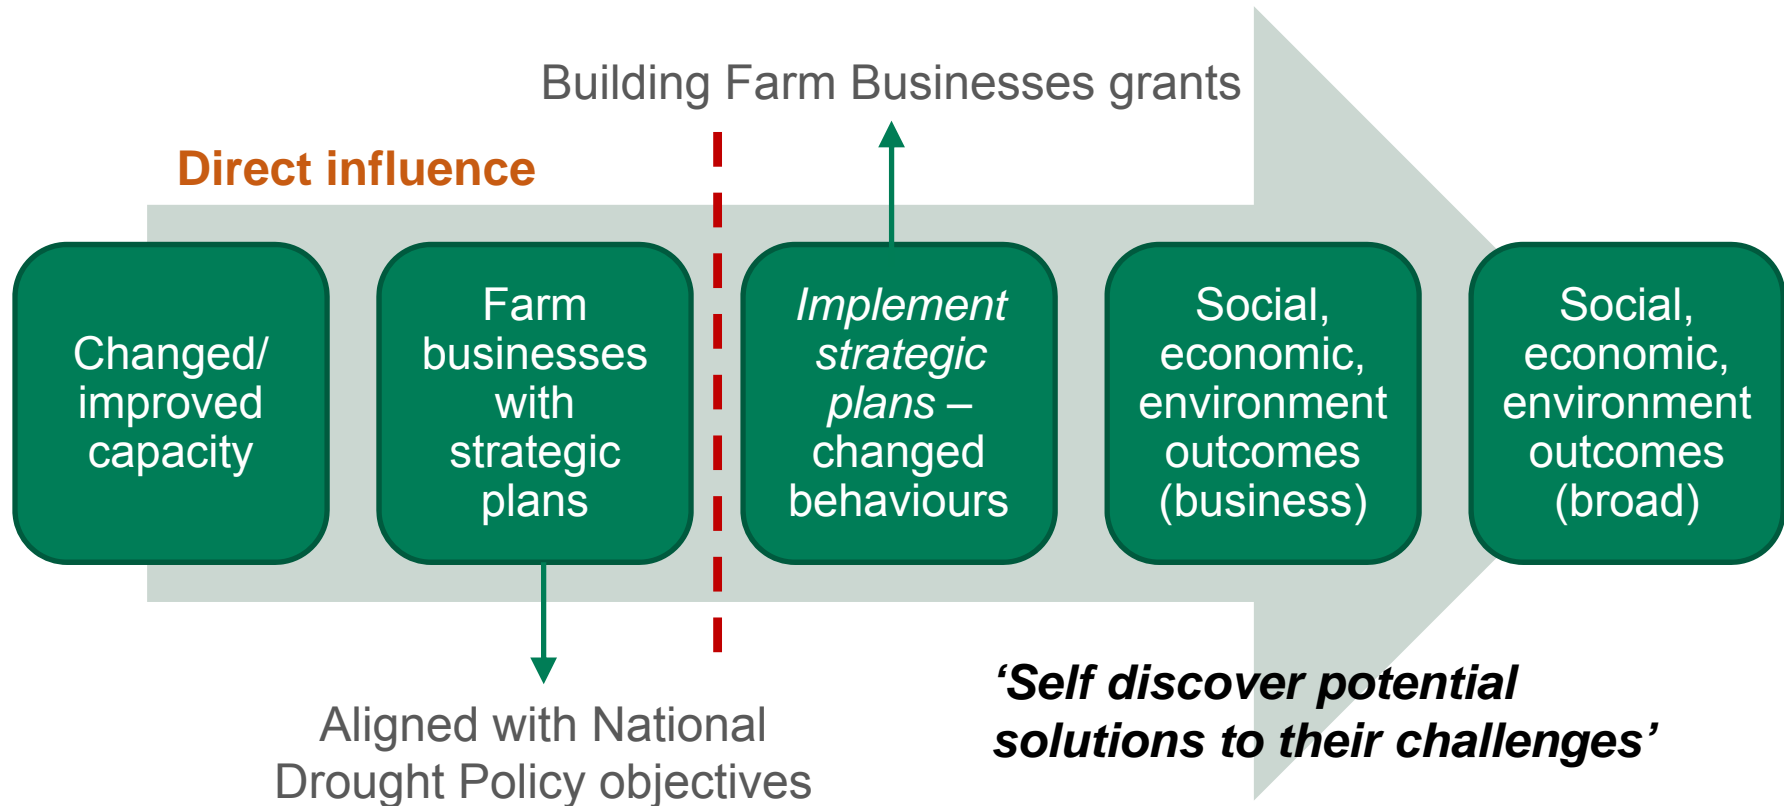 Building Farm Businesses grants
Direct influence
Changed/
improved
capacity
Farm
businesses
with
strategic
plans
Implement
strategic
plans –
changed
behaviours
Social,
economic,
environment
outcomes
(business)
Social,
economic,
environment
outcomes
(broad)
Aligned with National
Drought Policy objectives
‘Self discover potential
solutions to their challenges’